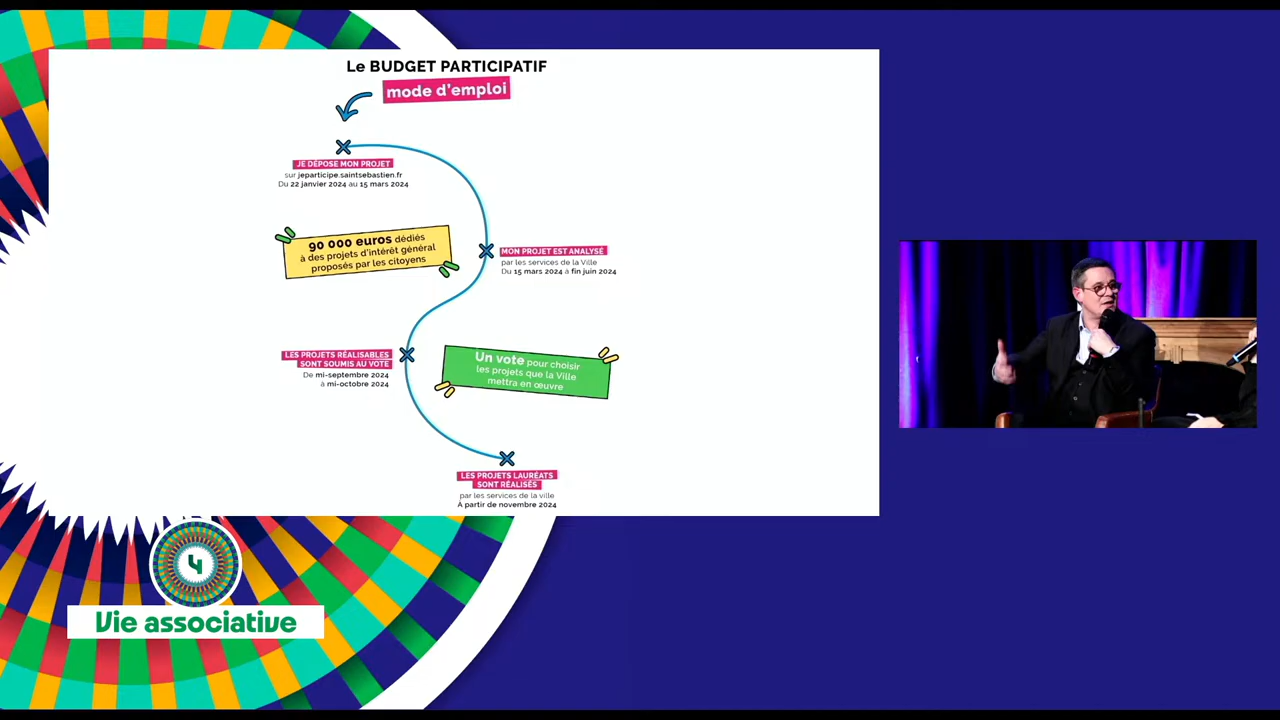 Le BUDGET PARTICIPATIF
mode d'emploi
JE DÉPOSE MON PROJET
sur jeparticipe.saintsebastien.fr
Du 22 janvier 2024 au 15 mars 2024
90 000 euros dédiés
à des projets d'intérêt général
proposés par les citoyens
MON PROJET EST ANALYSÉ
par les services de la Ville
Du 15 mars 2024 à fin juin 2024
LES PROJETS RÉALISABLES
SONT SOUMIS AU VOTE
De mi-septembre 2024
à mi-octobre 2024
Un vote pour choisir
les projets que la Ville
mettra en œuvre
LES PROJETS LAURÉATS
SONT RÉALISÉS
par les services de la ville
À partir de novembre 2024
4
Vie associative